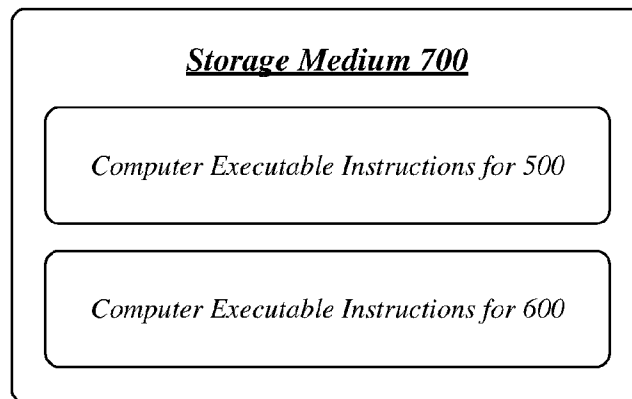 Storage Medium 700
Computer Executable Instructions for 500
Computer Executable Instructions for 600